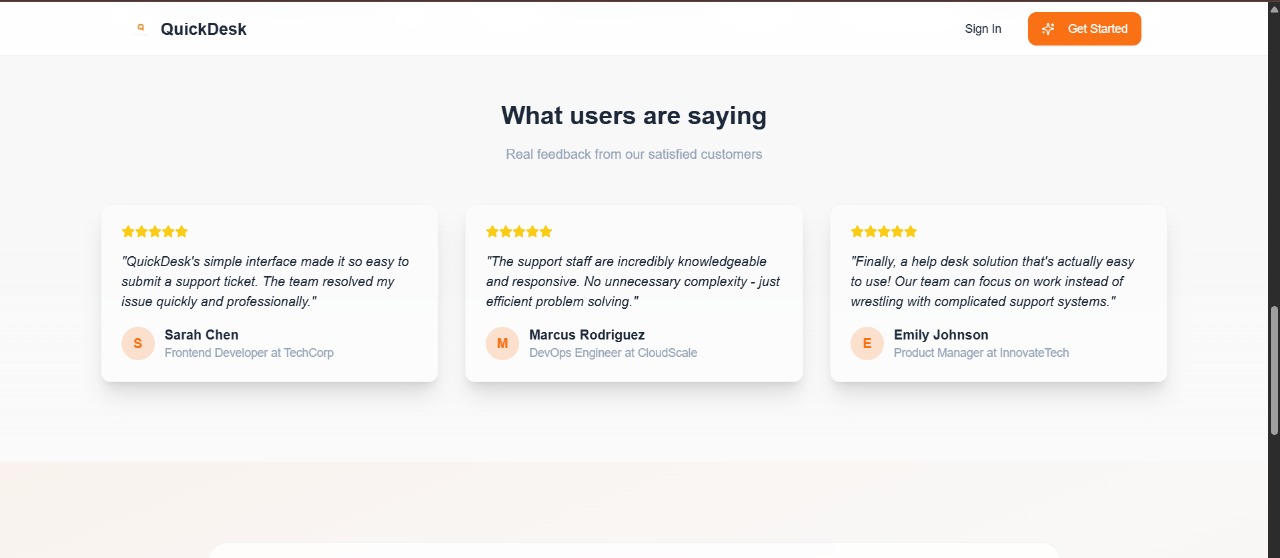 QuickDesk
Sign In
Get Started
What users are saying
Real feedback from our satisfied customers
"QuickDesk's simple interface made it so easy to
submit a support ticket. The team resolved my
issue quickly and professionally."
S
Sarah Chen
Frontend Developer at TechCorp
"The support staff are incredibly knowledgeable
and responsive. No unnecessary complexity - just
efficient problem solving."
M
Marcus Rodriguez
DevOps Engineer at CloudScale
"Finally, a help desk solution that's actually easy
to use! Our team can focus on work instead of
wrestling with complicated support systems."
E
Emily Johnson
Product Manager at InnovateTech